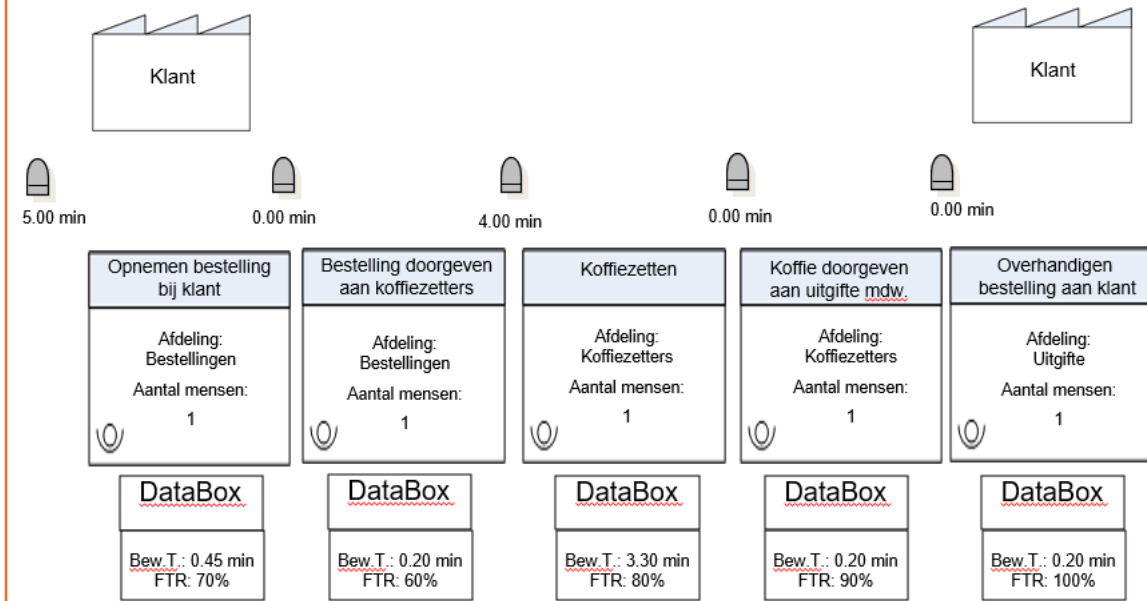 Klant
Klant
5.00 min
0.00 min
4.00 min
0.00 min
0.00 min
Opnemen bestelling
bij klant
Afdeling:
Bestellingen
Aantal mensen:
1
Bestelling doorgeven
aan koffiezetters
Afdeling:
Bestellingen
Aantal mensen:
1
Koffiezetten
Afdeling:
Koffiezetters
Aantal mensen:
1
Koffie doorgeven
aan uitgifte mdw.
Afdeling:
Koffiezetters
Aantal mensen:
1
Overhandigen
bestelling aan klant
Afdeling:
Uitgifte
Aantal mensen:
1
DataBox
Bew.T.: 0.45 min
FTR: 70%
DataBox
Bew.T.: 0.20 min
FTR: 60%
DataBox
Bew.T.: 3.30 min
FTR: 80%
DataBox
Bew.T.: 0.20 min
FTR: 90%
DataBox
Bew.T.: 0.20 min
FTR: 100%